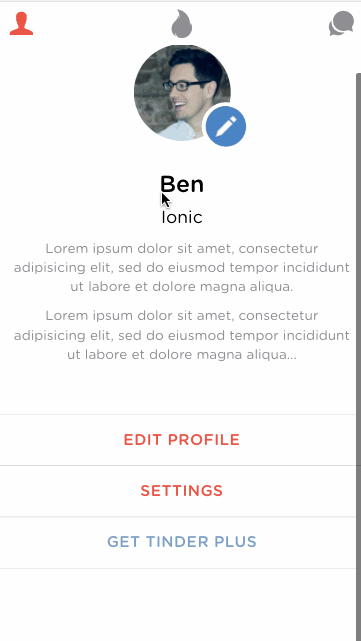 Ben
Ionic
Lorem ipsum dolor sit amet, consectetur
adipisicing elit, sed do eiusmod tempor incididunt
ut labore et dolore magna aliqua.
Lorem ipsum dolor sit amet, consectetur
adipisicing elit, sed do eiusmod tempor incididunt
ut labore et dolore magna aliqua...
EDIT PROFILE
SETTINGS
GET TINDER PLUS